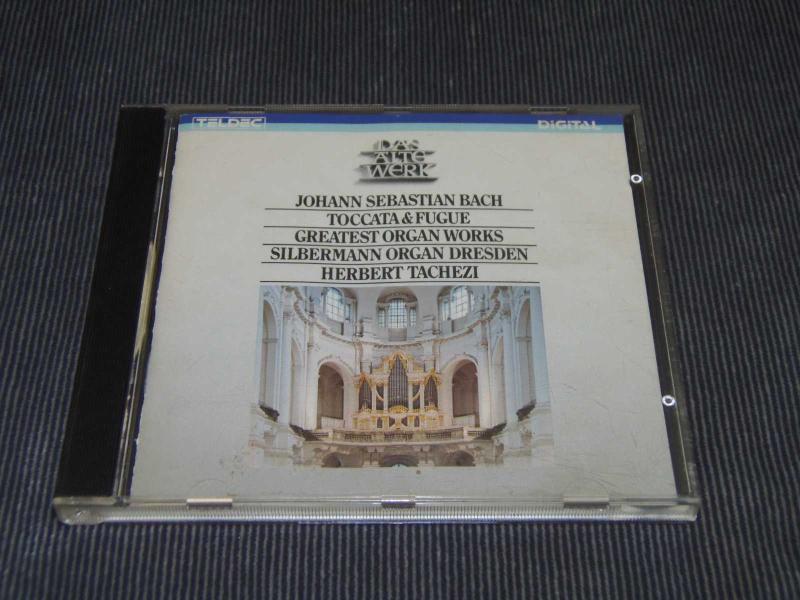 TELDEC
DIGITAL
DAS
ALTE
WERK
JOHANN SEBASTIAN BACH
TOCCATA & FUGUE
GREATEST ORGAN WORKS
SILBERMANN ORGAN DRESDEN
HERBERT TACHEZI